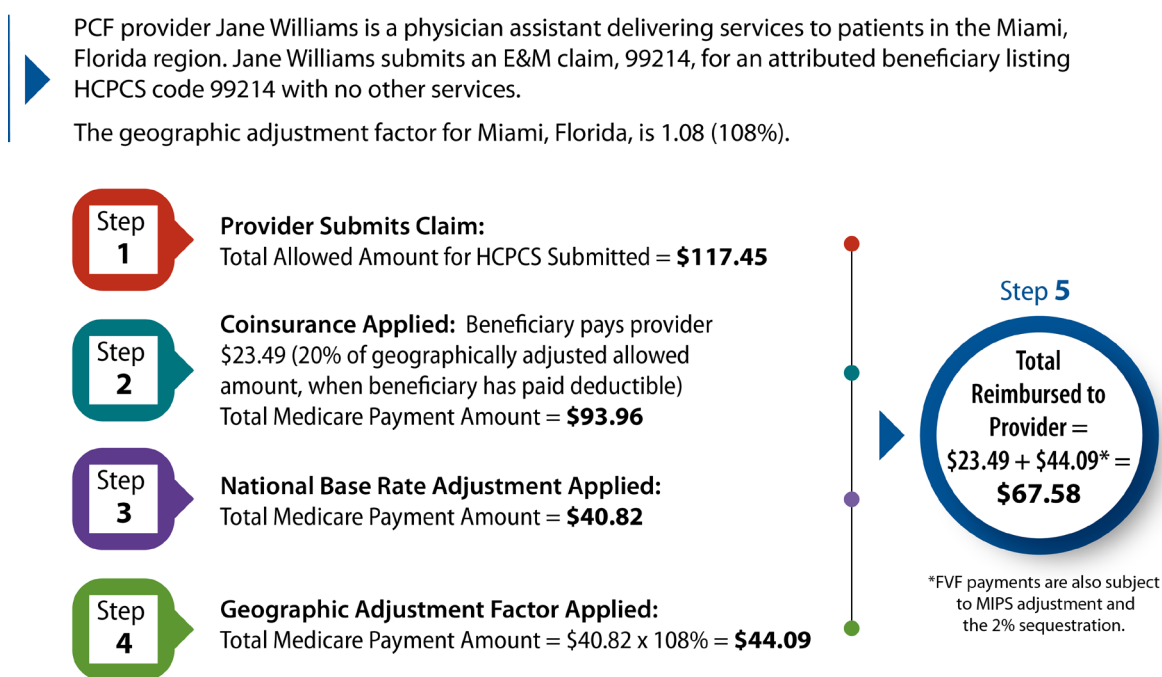 PCF provider Jane Williams is a physician assistant delivering services to patients in the Miami,
Florida region. Jane Williams submits an E&M claim, 99214, for an attributed beneficiary listing
HCPCS code 99214 with no other services.
The geographic adjustment factor for Miami, Florida, is 1.08 (108%).
Step
1
Provider Submits Claim:
Total Allowed Amount for HCPCS Submitted = $117.45
Step
2
Coinsurance Applied: Beneficiary pays provider
$23.49 (20% of geographically adjusted allowed
amount, when beneficiary has paid deductible)
Total Medicare Payment Amount = $93.96
Step
3
National Base Rate Adjustment Applied:
Total Medicare Payment Amount = $40.82
Step
4
Geographic Adjustment Factor Applied:
Total Medicare Payment Amount = $40.82 x 108% = $44.09
Step 5
Total
Reimbursed to
Provider =
$23.49 + $44.09* =
$67.58
*FVF payments are also subject
to MIPS adjustment and
the 2% sequestration.